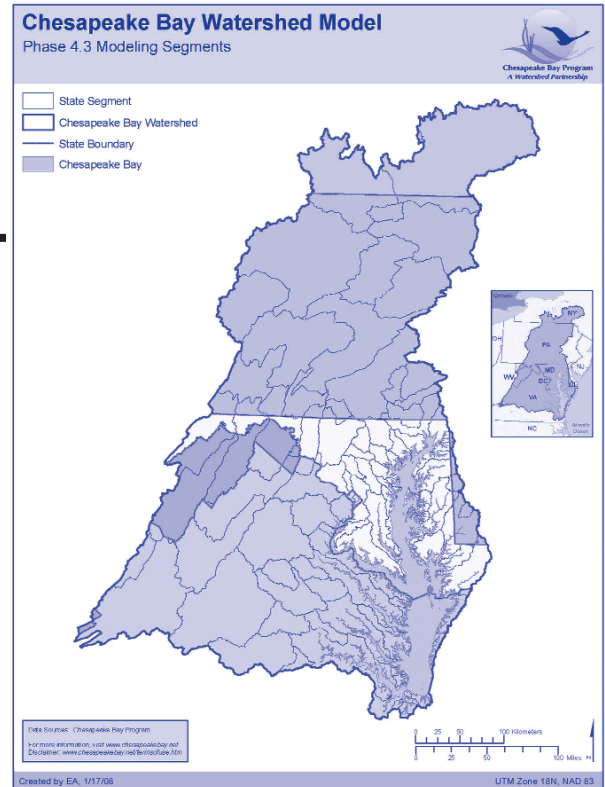 Chesapeake Bay Watershed Model
Phase 4.3 Modeling Segments
Chesapeake Bay Program
A Watershed Partnership
State Segment
Chesapeake Bay Watershed
State Boundary
Chesapeake Bay
NY
OH
PA
NJ
WV
MD
DC
VA
NC
Atlantic
Ocean
Data Sources: Chesapeake Bay Program
For more information, visit www.chesapeakebay.net
Disclaimer: www.chesapeakebay.net/termsofuse.htm
0 25 50 100 Kilometers
0 25 50 100 Miles
N
Created by EA, 1/17/08
UTM Zone 18N, NAD 83